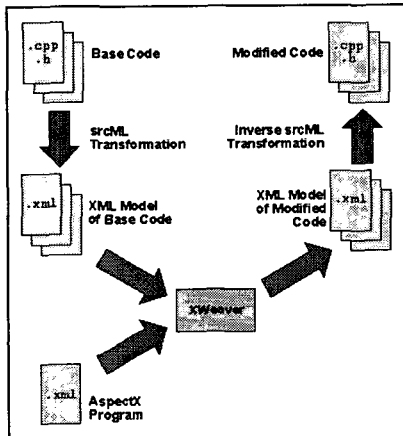 .cpp
.h
Base Code
Modified Code
.cpp
.h
srcML
Transformation
Inverse srcML
Transformation
.xml
XML Model
of Base Code
XML Model
of Modified
Code
.xml
XWeaver
.xml
AspectX
Program